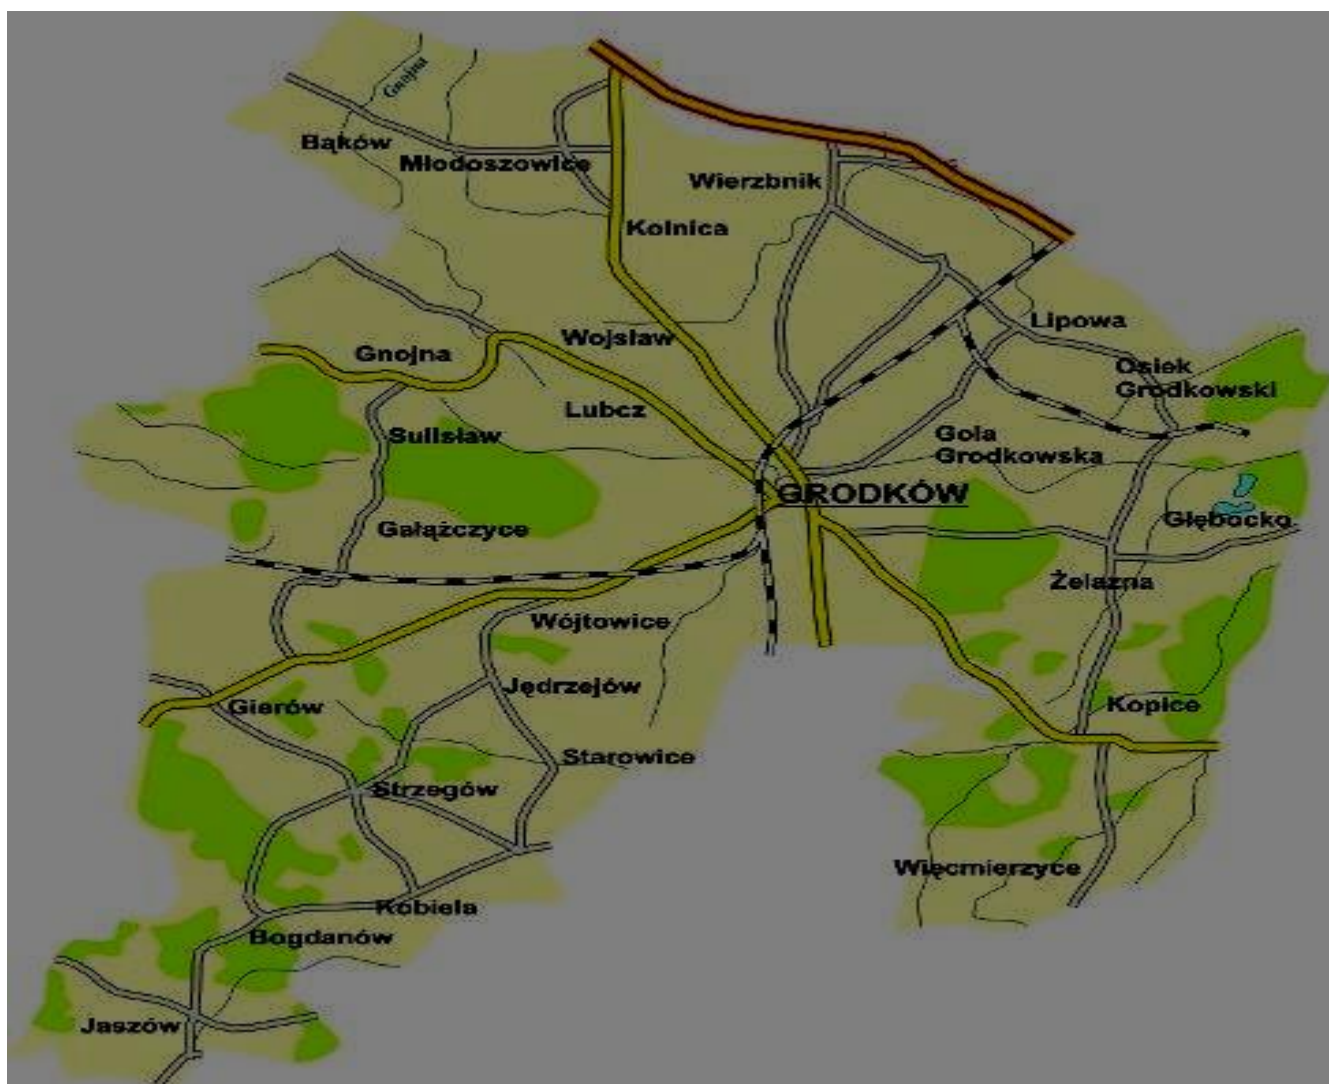 Gnojna
Bąków
Młodoszowice
Wierzbnik
Kolnica
Lipowa
Wojsław
Gnojna
Osiek
Grodkowski
Lubcz
Sulisław
Gola
Grodkowska
GRODKÓW
Gałążczyce
Głębocko
Żelazna
Wójtowice
Jędrzejów
Gierów
Kopice
Starowice
Strzegów
Więcmierzyce
Kobiela
Bogdanów
Jaszów